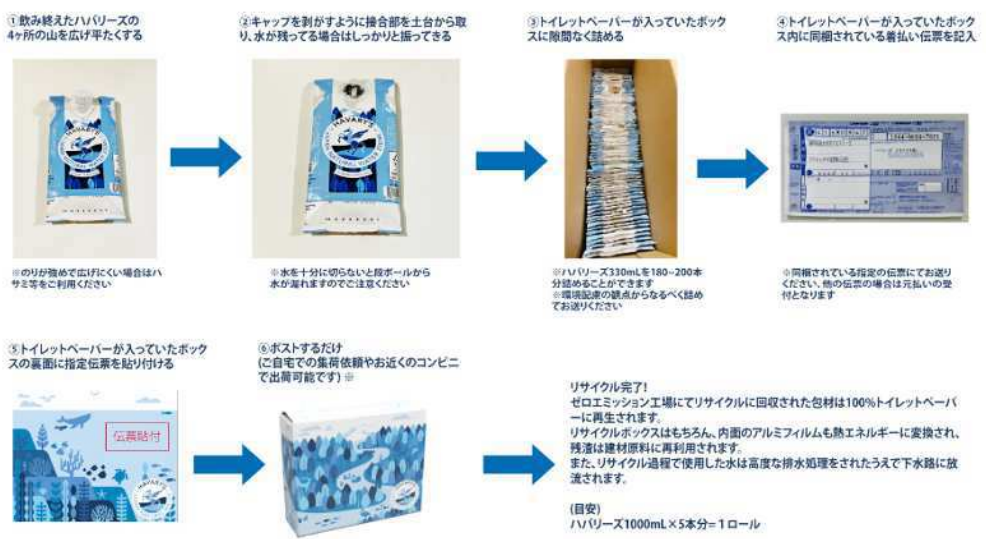 ①飲み終えたハバリーズの
4ヶ所の山を広げ平たくする
②キャップを剥がすように接合部を土台から取
り、水が残ってる場合はしっかりと振ってきる
③トイレットペーパーが入っていたボック
スに隙間なく詰める
④トイレットペーパーが入っていたボック
ス内に同梱されている着払い伝票を記入
HAVARY'S
NATURAL WATER
HAVARY'S
NATURAL WATER
※のりが強めで広げにくい場合はハ
サミ等をご利用ください
※水を十分に切らないと段ボールから
水が漏れますのでご注意ください
※ハバリーズ330mLを180~200本
分詰めることができます
※環境配慮の観点からなるべく詰め
てお送りください
※同梱されている指定の伝票にてお送り
ください、他の伝票の場合は元払いの受
付となります
⑤トイレットペーパーが入っていたボック
スの裏面に指定伝票を貼り付ける
⑥ポストするだけ
(ご自宅での集荷依頼やお近くのコンビニ
で出荷可能です) ※
伝票貼付
リサイクル完了!
ゼロエミッション工場にてリサイクルに回収された包材は100%トイレットペーパ
ーに再生されます。
リサイクルボックスはもちろん、内面のアルミフィルムも熱エネルギーに変換され、
残渣は建材原料に再利用されます。
また、リサイクル過程で使用した水は高度な排水処理をされたうえで下水路に放
流されます。
(目安)
ハバリーズ1000mL×5本分=1ロール